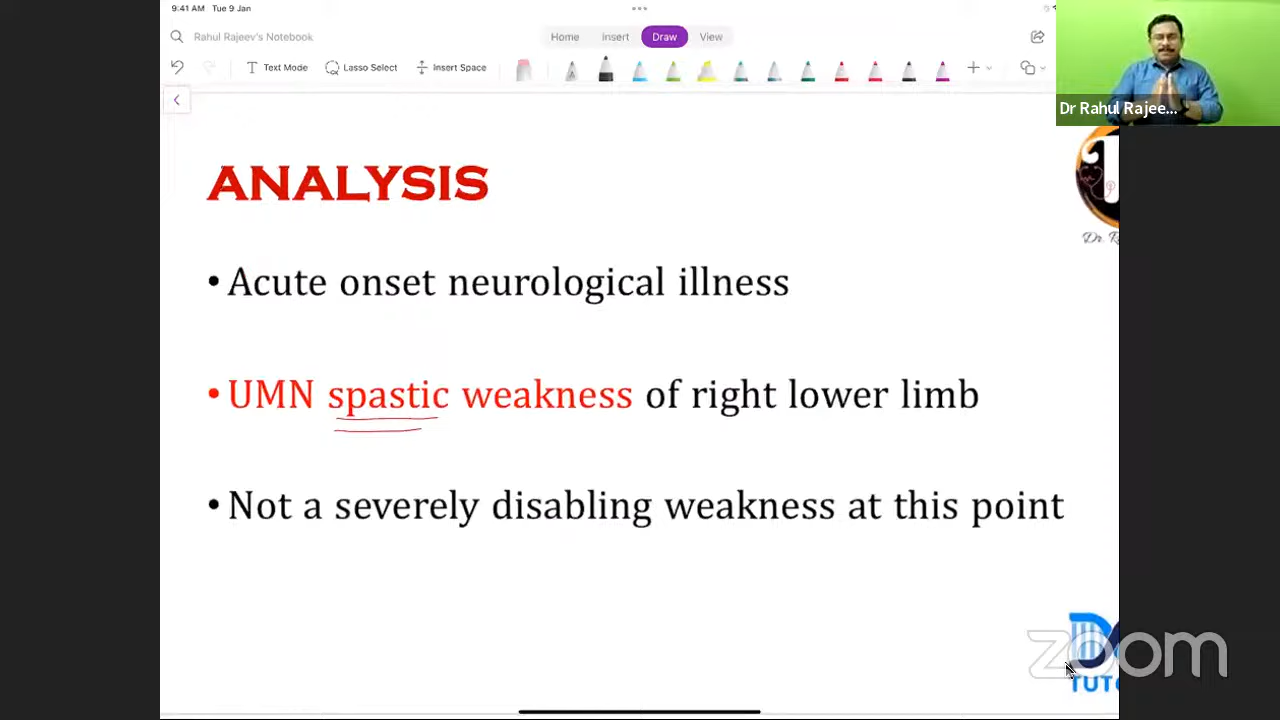 9:41 AM Tue 9 Jan
Rahul Rajeev's Notebook
Home Insert Draw View
Text Mode Lasso Select Insert Space
Dr Rahul Rajee...
ANALYSIS
• Acute onset neurological illness
• UMN spastic weakness of right lower limb
• Not a severely disabling weakness at this point
Dr. R
zoom
TUTO